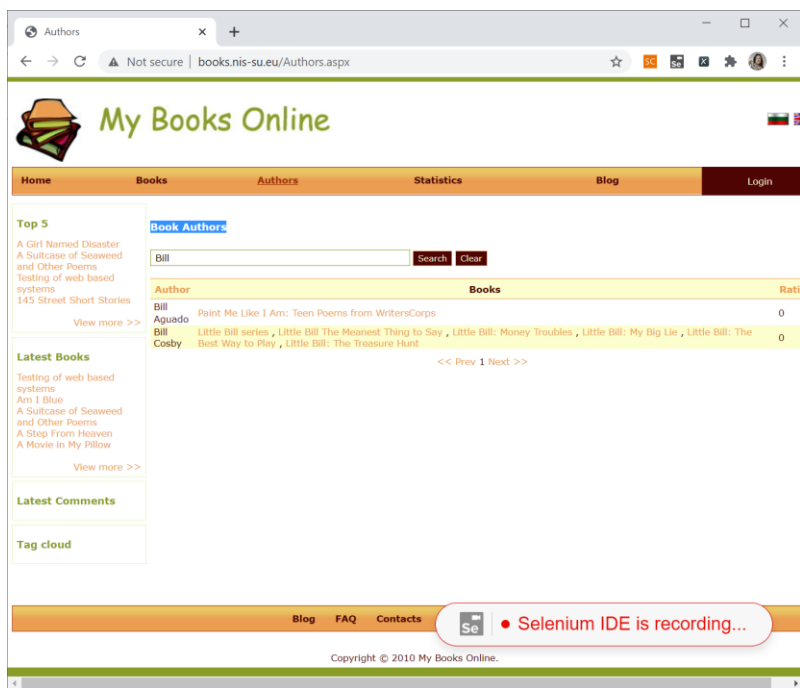 Authors
Not secure | books.nis-su.eu/Authors.aspx
SC
Se
X
My Books Online
Home Books Authors Statistics Blog Login
Top 5
A Girl Named Disaster
A Suitcase of Seaweed
and Other Poems
Testing of web based
systems
145 Street Short Stories
View more >>
Latest Books
Testing of web based
systems
Am I Blue
A Suitcase of Seaweed
and Other Poems
A Step From Heaven
A Movie in My Pillow
View more >>
Latest Comments
Tag cloud
Book Authors
Bill Search Clear
Author Books Rati
Bill
Aguado Paint Me Like I Am: Teen Poems from WritersCorps 0
Bill Little Bill series , Little Bill The Meanest Thing to Say , Little Bill: Money Troubles , Little Bill: My Big Lie , Little Bill: The
Cosby Best Way to Play , Little Bill: The Treasure Hunt 0
<< Prev 1 Next >>
Blog FAQ Contacts
Se Selenium IDE is recording...
Copyright © 2010 My Books Online.